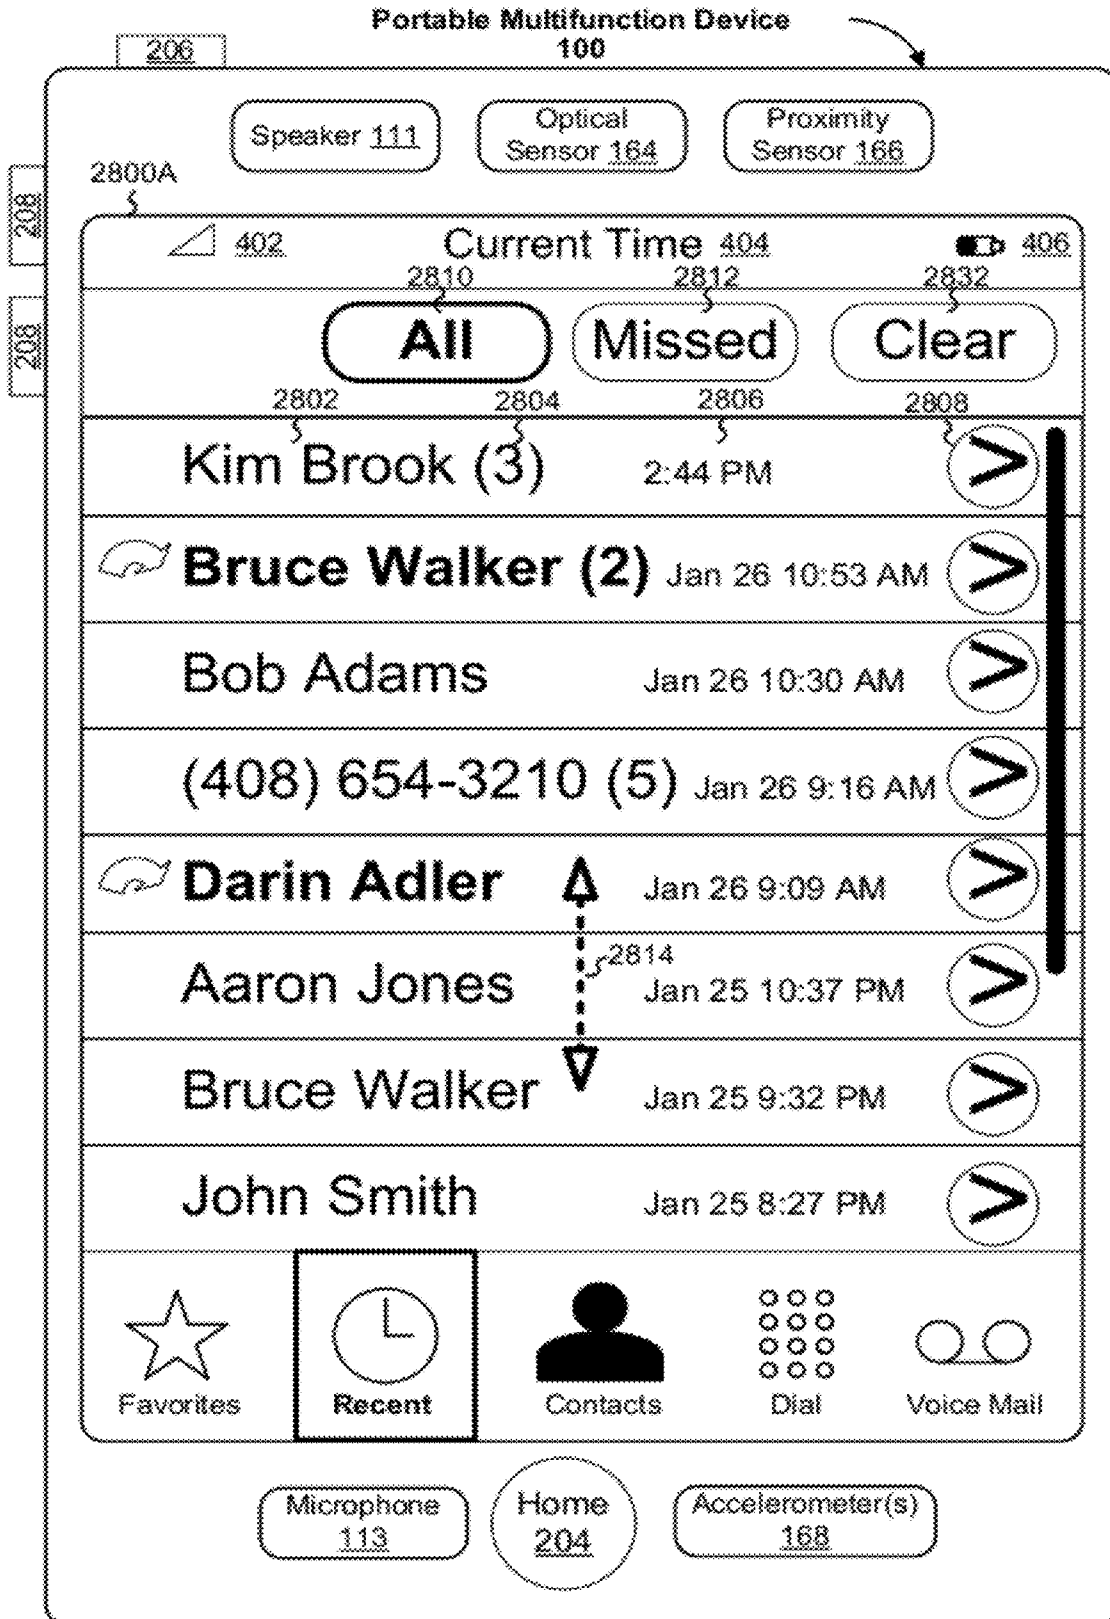 Portable Multifunction Device
100
206
Speaker 111
Optical
Sensor 164
Proximity
Sensor 166
2800A
208
208
402
Current Time 404
406
2810
2812
2832
All
Missed
Clear
2802
2804
2806
2808
Kim Brook (3) 2:44 PM >
Bruce Walker (2) Jan 26 10:53 AM >
Bob Adams Jan 26 10:30 AM >
(408) 654-3210 (5) Jan 26 9:16 AM >
Darin Adler Jan 26 9:09 AM >
2814
Aaron Jones Jan 25 10:37 PM >
Bruce Walker Jan 25 9:32 PM >
John Smith Jan 25 8:27 PM >
Favorites
Recent
Contacts
Dial
Voice Mail
Microphone
113
Home
204
Accelerometer(s)
168